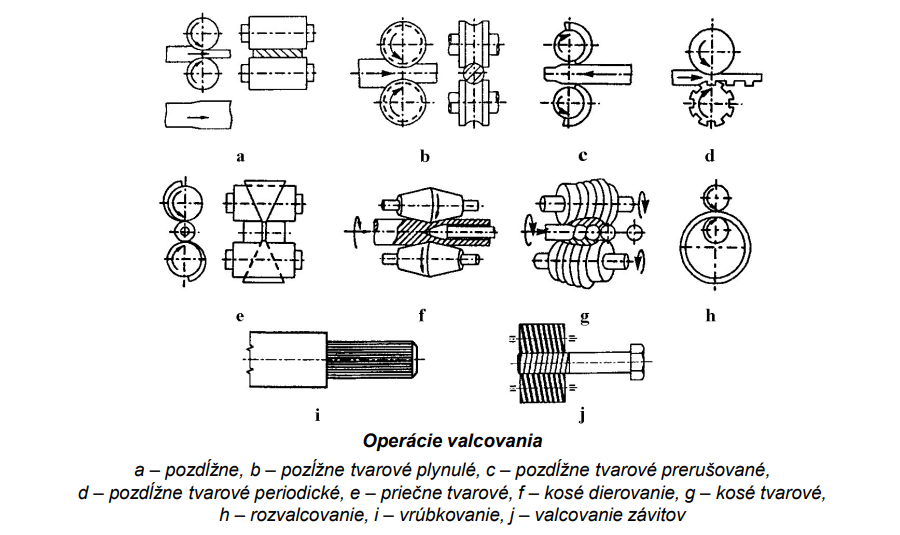 a
b
c
d
e
f
g
h
i
j
Operácie valcovania
a – pozdĺžne, b – pozĺžne tvarové plynulé, c – pozdĺžne tvarové prerušované,
d – pozdĺžne tvarové periodické, e – priečne tvarové, f – kosé dierovanie, g – kosé tvarové,
h – rozvalcovanie, i – vrúbkovanie, j – valcovanie závitov